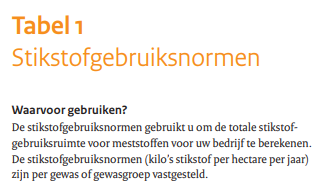 Tabel 1
Stikstofgebruiksnormen
Waarvoor gebruiken?
De stikstofgebruiksnormen gebruikt u om de totale stikstof-
gebruiksruimte voor meststoffen voor uw bedrijf te berekenen.
De stikstofgebruiksnormen (kilo’s stikstof per hectare per jaar)
zijn per gewas of gewasgroep vastgesteld.